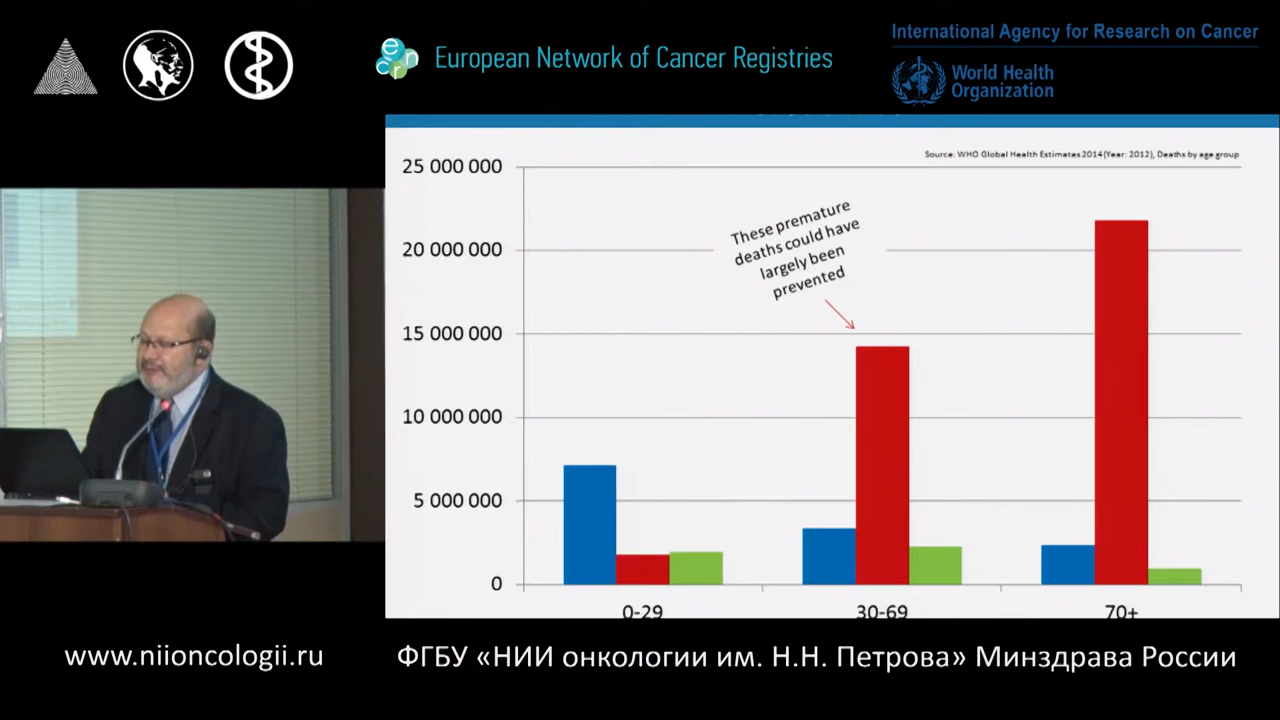 International Agency for Research on Cancer
European Network of Cancer Registries
encr
World Health
Organization
Source: WHO Global Health Estimates 2014 (Year: 2012), Deaths by age group
25 000 000
20 000 000
15 000 000
10 000 000
5 000 000
0
These premature
deaths could have
largely been
prevented
0-29
30-69
70+
www.niioncologii.ru
ФГБУ «НИИ онкологии им. Н.Н. Петрова» Минздрава России